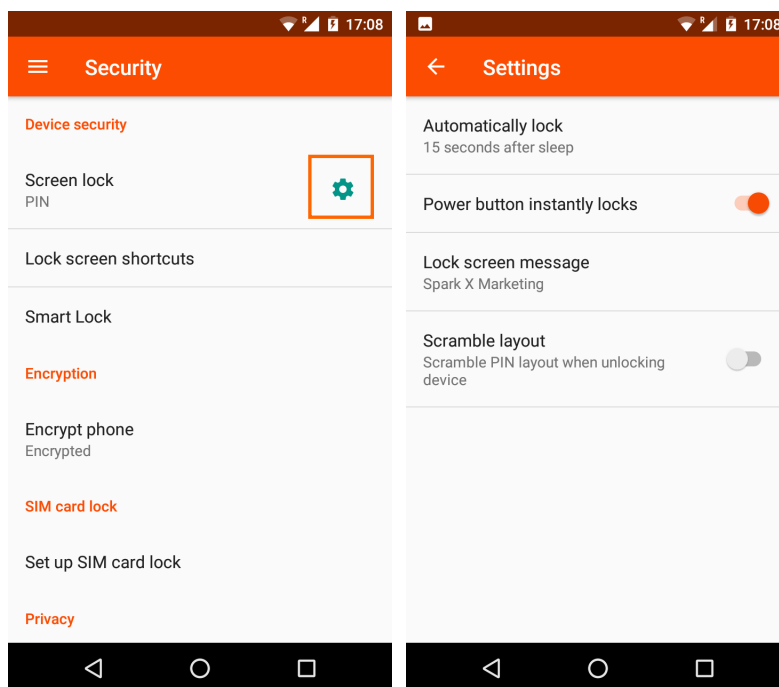 R 17:08
Security
Device security
Screen lock
PIN
Lock screen shortcuts
Smart Lock
Encryption
Encrypt phone
Encrypted
SIM card lock
Set up SIM card lock
Privacy
R 17:08
Settings
Automatically lock
15 seconds after sleep
Power button instantly locks
Lock screen message
Spark X Marketing
Scramble layout
Scramble PIN layout when unlocking
device